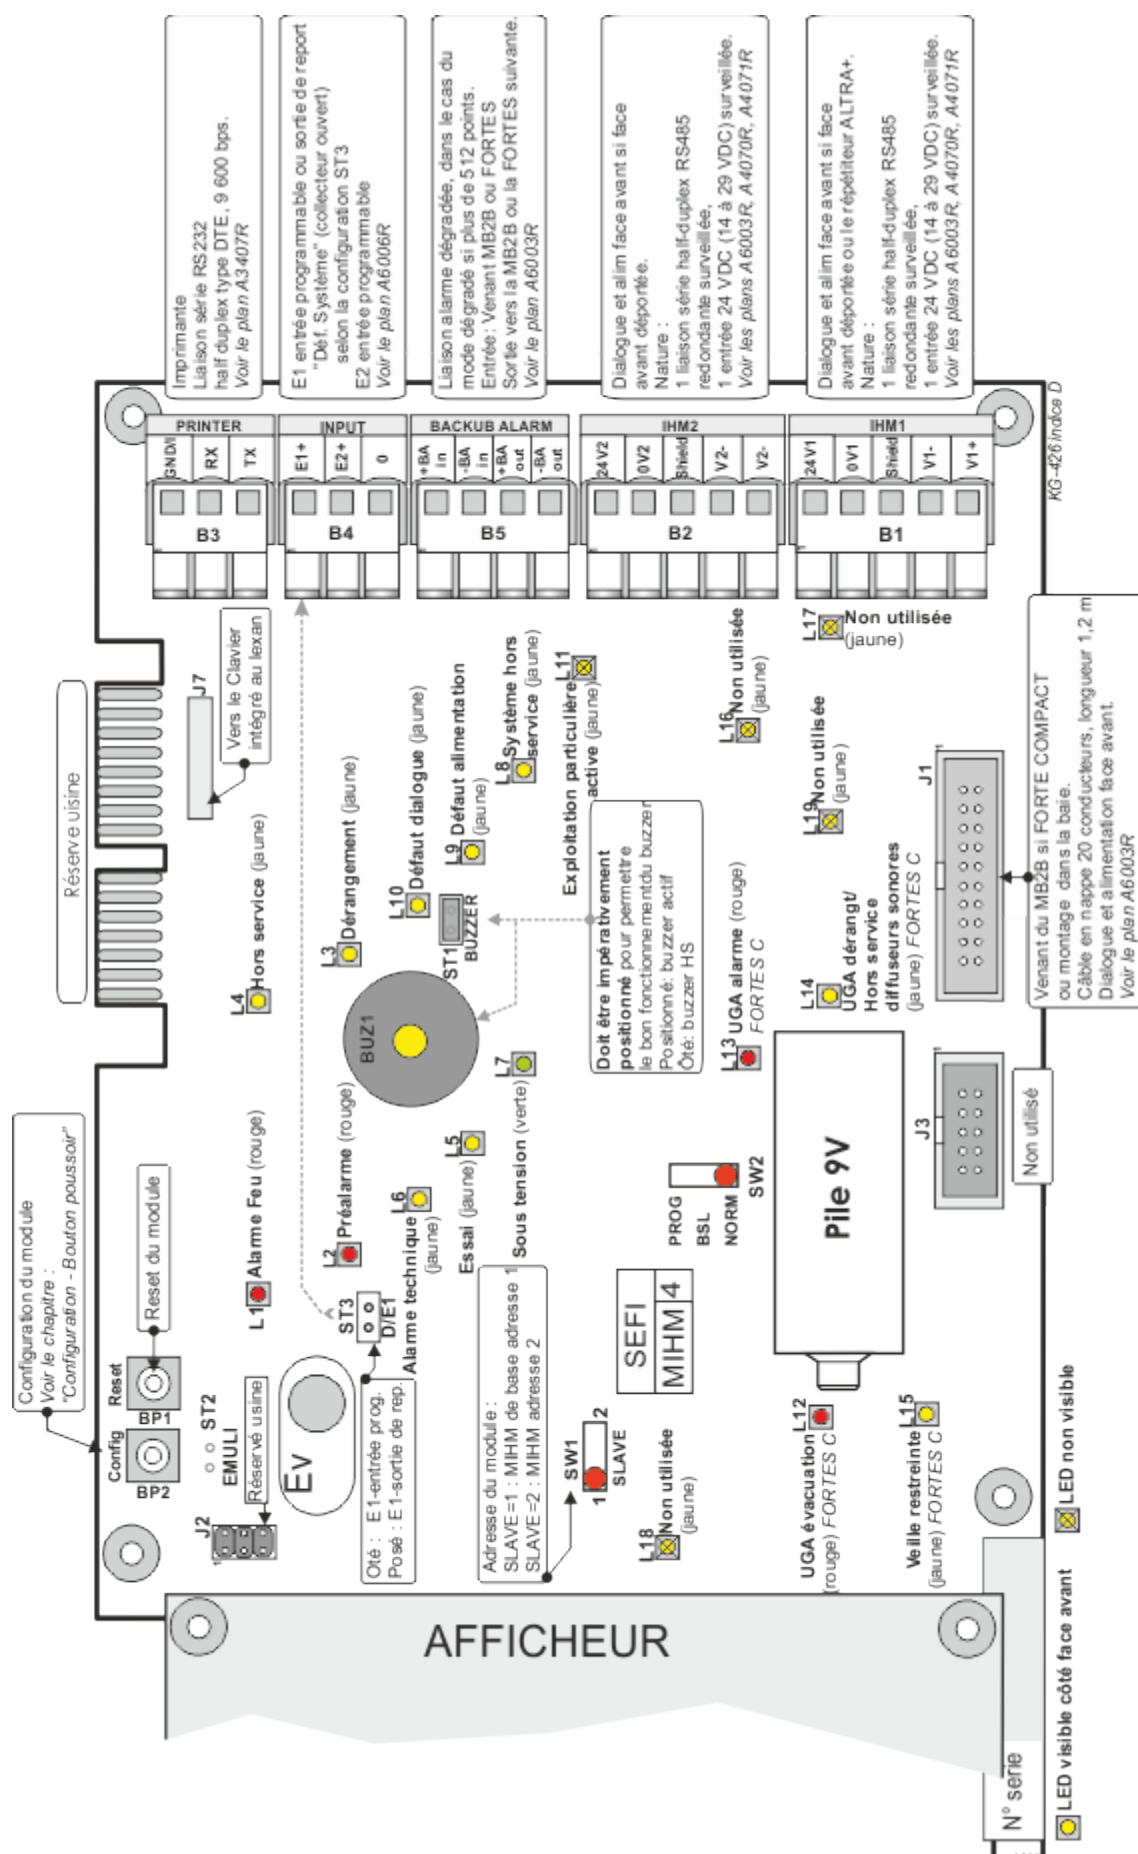 Imprimante
Liaison série RS232
half duplex type DTE, 9 600 bps.
Voir le plan A3407R
E1 entrée programmable ou sortie de report
"Déf. Système" (collecteur ouvert)
selon la configuration ST3
E2 entrée programmable
Voir le plan A6006R
Liaison alarme dégradée, dans le cas du
mode dégradé si plus de 512 points.
Entrée : Venant MB2B ou FORTES
Sortie vers la MB2B ou la FORTES suivante.
Voir le plan A6003R
Dialogue et alim face avant si face
avant déportée.
Nature :
1 liaison série half-duplex RS485
redondante surveillée,
1 entrée 24 VDC (14 à 29 VDC) surveillée.
Voir les plans A6003R, A4070R, A4071R
Dialogue et alim face avant si face
avant déportée ou le répétiteur ALTRA+.
Nature :
1 liaison série half-duplex RS485
redondante surveillée,
1 entrée 24 VDC (14 à 29 VDC) surveillée.
Voir les plans A6003R, A4070R, A4071R
KG-426 indice D
PRINTER
GNDI
RX
TX
B3
INPUT
E1+
E2+
0
B4
BACKUB ALARM
+BA in
-BA in
+BA out
-BA out
B5
IHM2
24V2
0V2
Shield
V2-
V2-
B2
IHM1
24V1
0V1
Shield
V1-
V1+
B1
Réserve usine
J7
Vers le Clavier
intégré au lexan
L4 Hors service (jaune)
L3 Dérangement (jaune)
L10 Défaut dialogue (jaune)
L9 Défaut alimentation
(jaune)
L8 Système hors
service (jaune)
L11
Exploitation particulière
active (jaune)
L16 Non utilisée
(jaune)
L17
Non utilisée
(jaune)
L19 Non utilisée
(jaune)
ST1
BUZZER
BUZ1
Doit être impérativement
positionné pour permettre
le bon fonctionnement du buzzer
Positionné: buzzer actif
Ôté: buzzer HS
L13 UGA alarme (rouge)
FORTES C
L14
UGA dérangt/
Hors service
diffuseurs sonores
(jaune) FORTES C
J1
1
Venant du MB2B si FORTE COMPACT
ou montage dans la baie.
Câble en nappe 20 conducteurs, longueur 1,2 m
Dialogue et alimentation face avant.
Voir le plan A6003R
J3
1
Non utilisé
Configuration du module
Voir le chapitre :
"Configuration - Bouton poussoir"
Reset du module
Reset
BP1
Config
BP2
L1 Alarme Feu (rouge)
L2 Préalarme (rouge)
L6
Alarme technique
(jaune)
L5
Essai (jaune)
L7
Sous tension (verte)
ST2
EMULI
J2
1
Réservé usine
Ev
ST3
D/E1
Oté : E1-entrée prog.
Posé : E1-sortie de rep.
Adresse du module :
SLAVE=1 : MIHM de base adresse 1
SLAVE=2 : MIHM adresse 2
SW1
1
2
SLAVE
SEFI
MIHM 4
PROG
BSL
NORM
SW2
Pile 9V
L18 Non utilisée
(jaune)
L12
UGA évacuation
(rouge) FORTES C
L15
Veille restreinte
(jaune) FORTES C
AFFICHEUR
N° serie
LED visible côté face avant
LED non visible